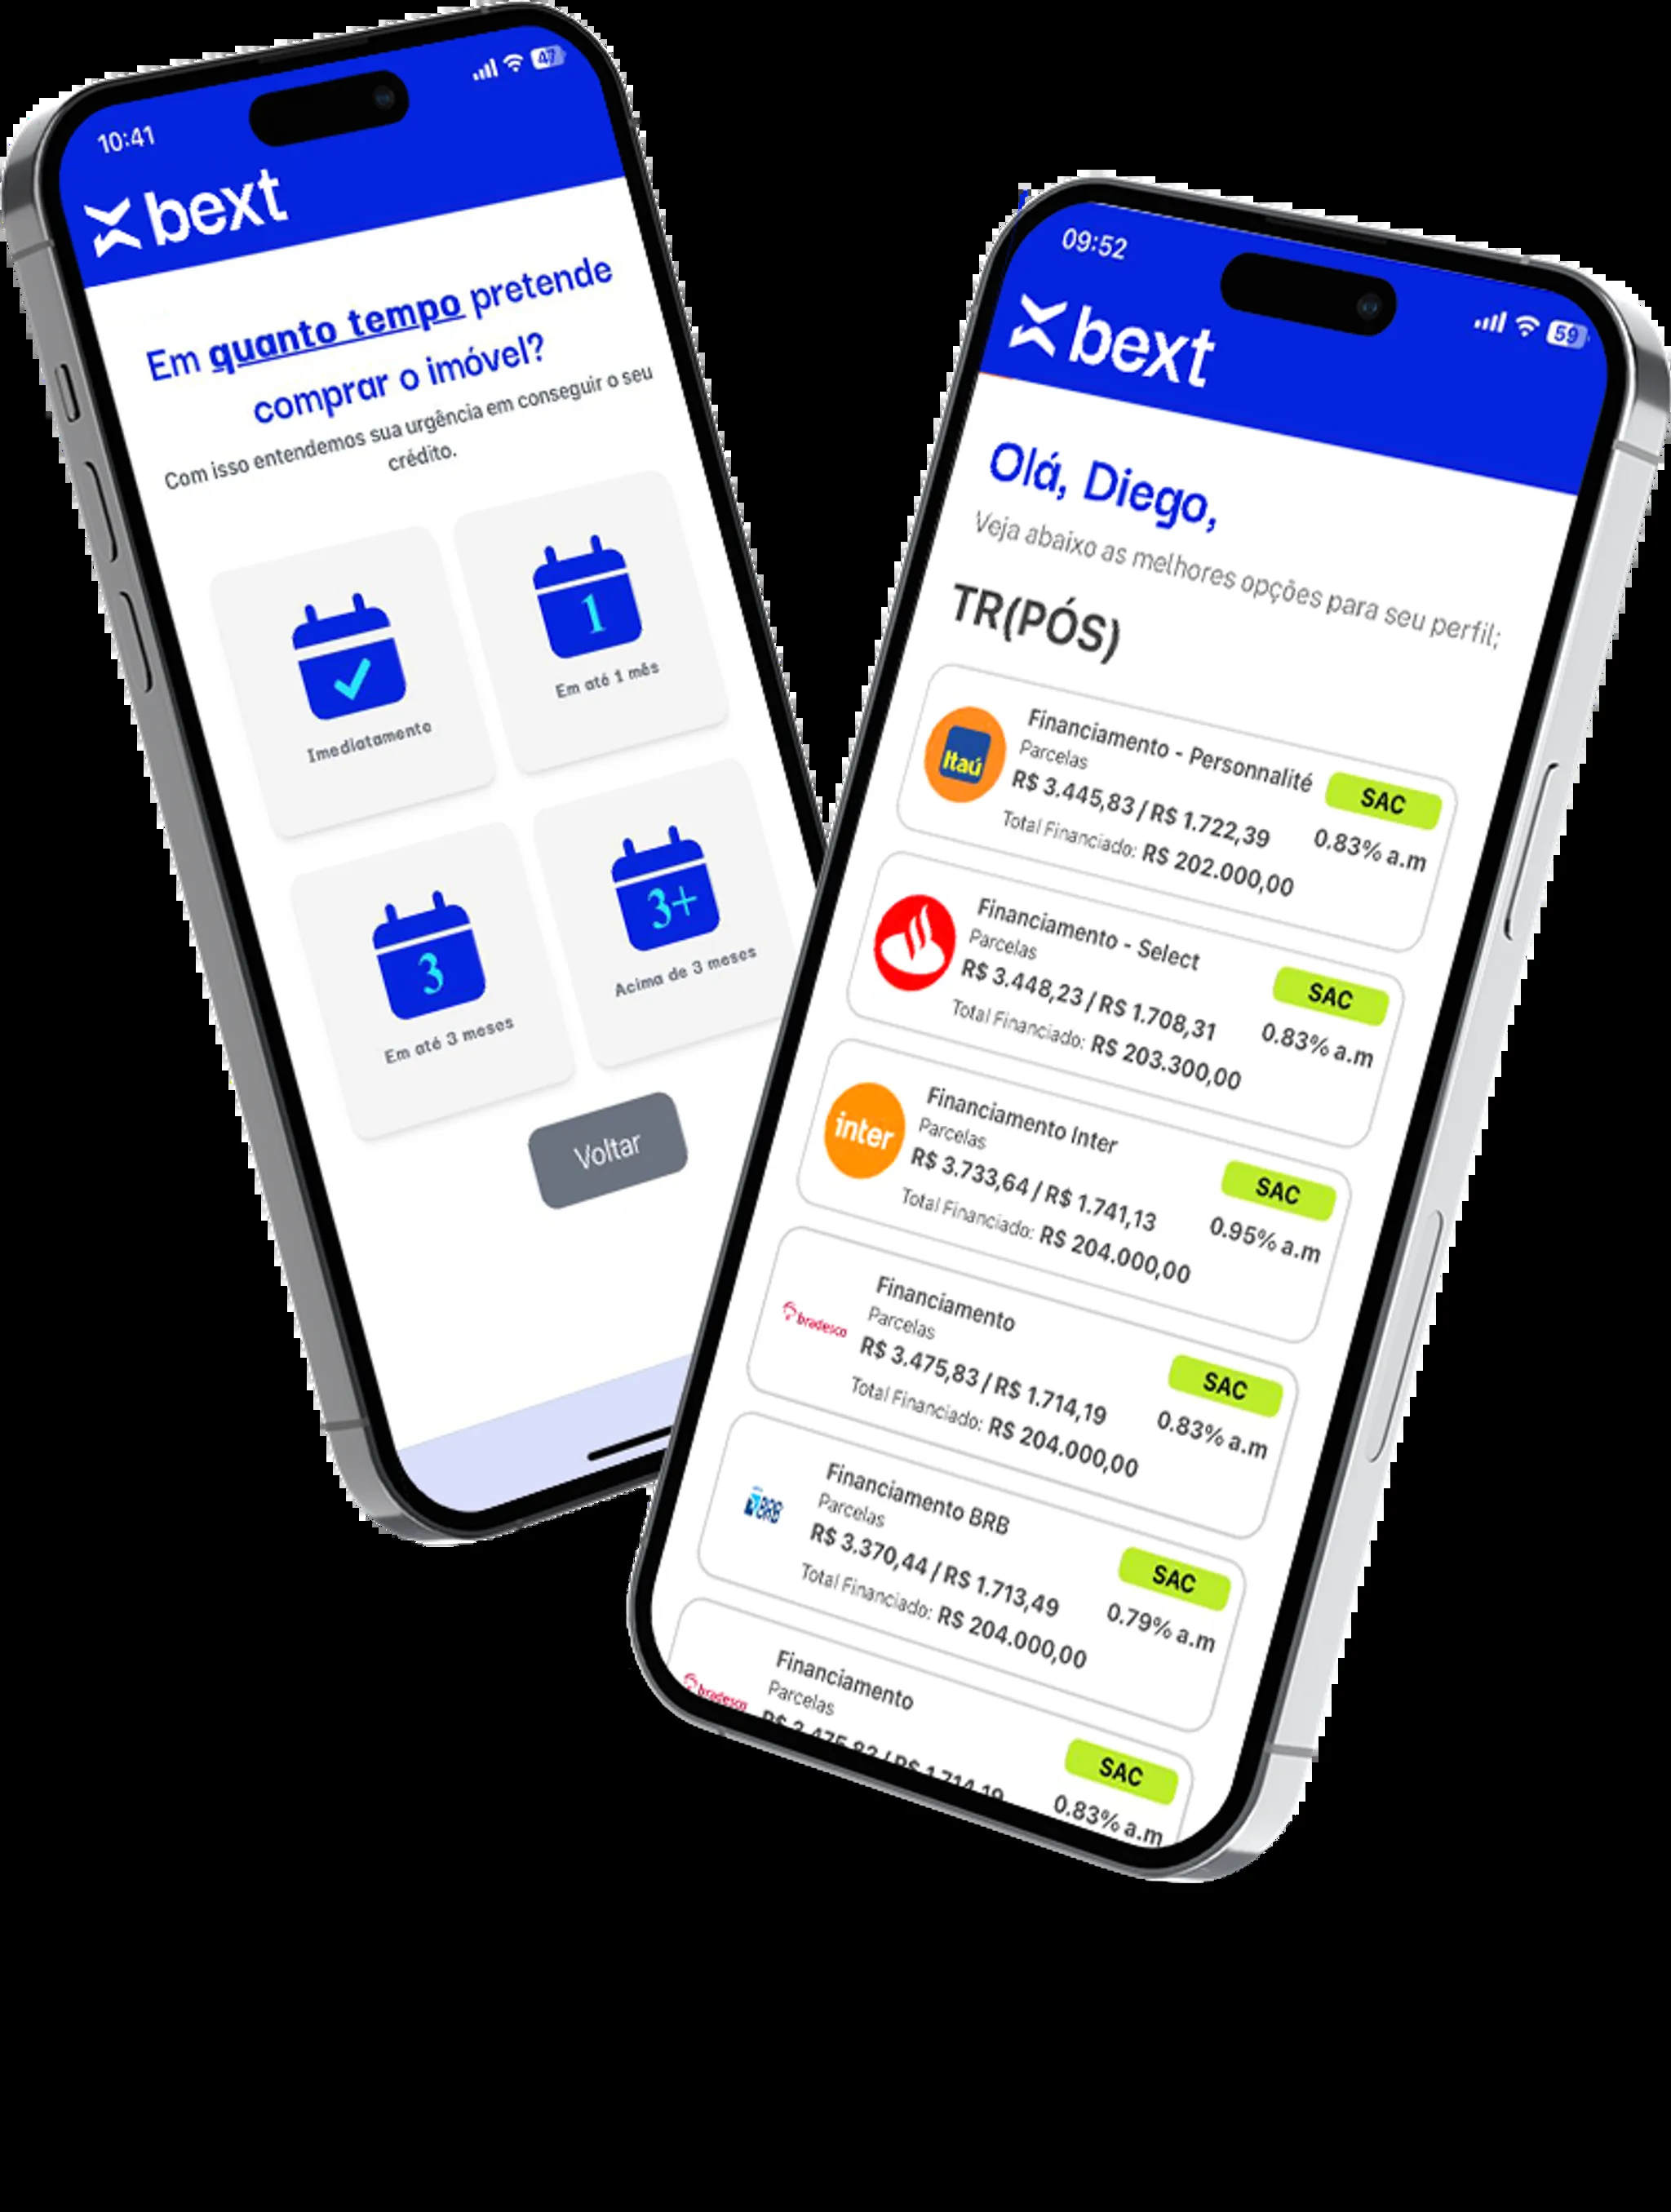 10:41
47
bext
Em quanto tempo pretende
comprar o imóvel?
Com isso entendemos sua urgência em conseguir o seu
crédito.
Imediatamente
1
Em até 1 mês
3
Em até 3 meses
3+
Acima de 3 meses
Voltar
09:52
59
bext
Olá, Diego,
Veja abaixo as melhores opções para seu perfil;
TR(PÓS)
Itaú
Financiamento - Personnalité
SAC
Parcelas
R$ 3.445,83 / R$ 1.722,39
0.83% a.m
Total Financiado: R$ 202.000,00
Financiamento - Select
SAC
Parcelas
R$ 3.448,23 / R$ 1.708,31
0.83% a.m
Total Financiado: R$ 203.300,00
inter
Financiamento Inter
SAC
Parcelas
R$ 3.733,64 / R$ 1.741,13
0.95% a.m
Total Financiado: R$ 204.000,00
bradesco
Financiamento
SAC
Parcelas
R$ 3.475,83 / R$ 1.714,19
0.83% a.m
Total Financiado: R$ 204.000,00
BRB
Financiamento BRB
SAC
Parcelas
R$ 3.370,44 / R$ 1.713,49
0.79% a.m
Total Financiado: R$ 204.000,00
bradesco
Financiamento
SAC
Parcelas
R$ 3.475,83 / R$ 1.714,19
0.83% a.m